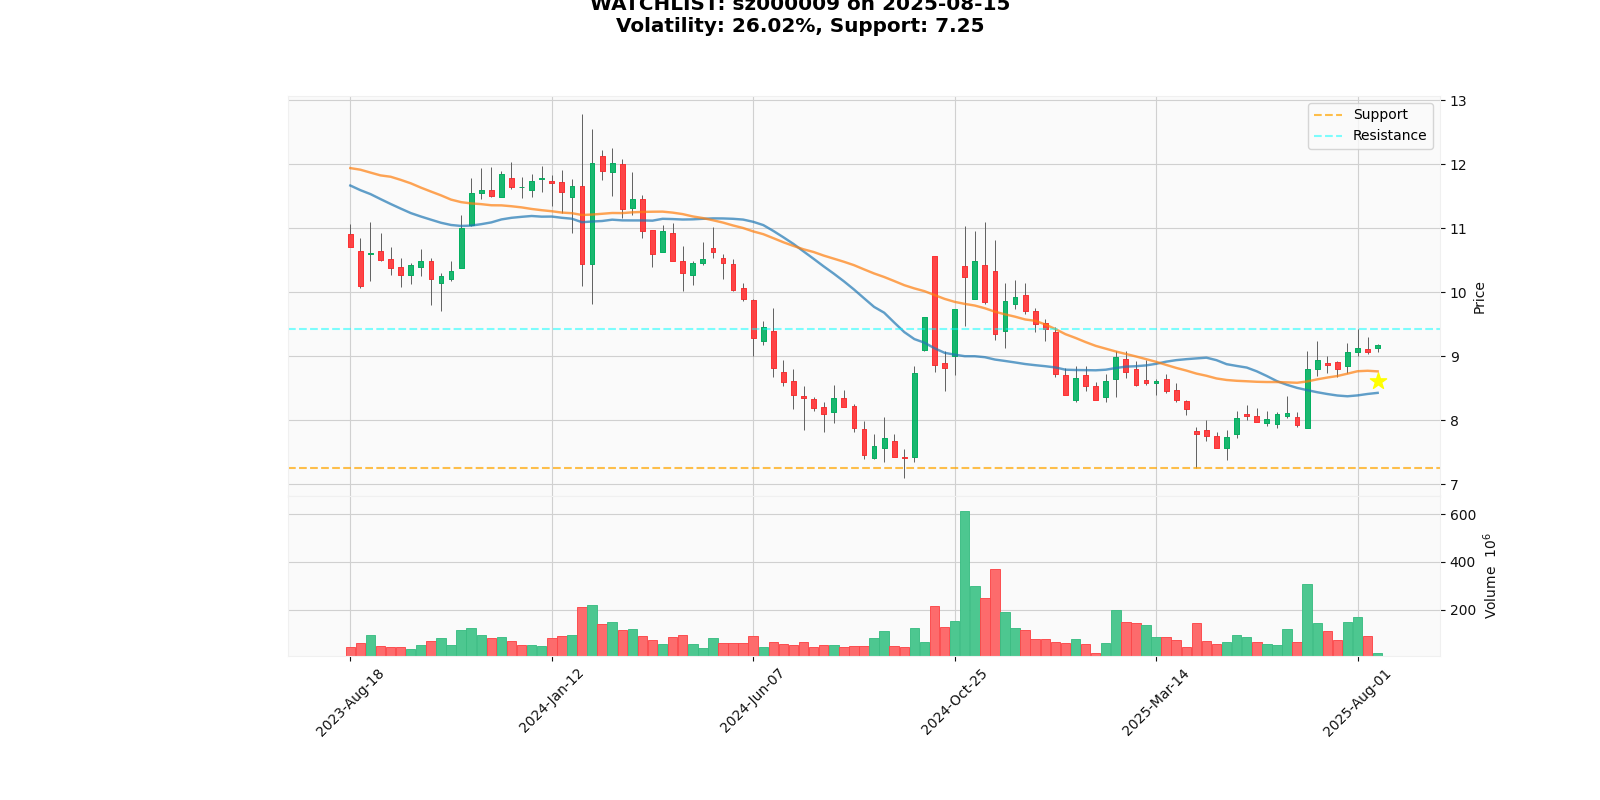 WATCHLIST: sz000009 on 2025-08-15
Volatility: 26.02%, Support: 7.25
Support
Resistance
13
12
11
10
9
8
7
Price
600
400
200
Volume 10^6
2023-Aug-18
2024-Jan-12
2024-Jun-07
2024-Oct-25
2025-Mar-14
2025-Aug-01